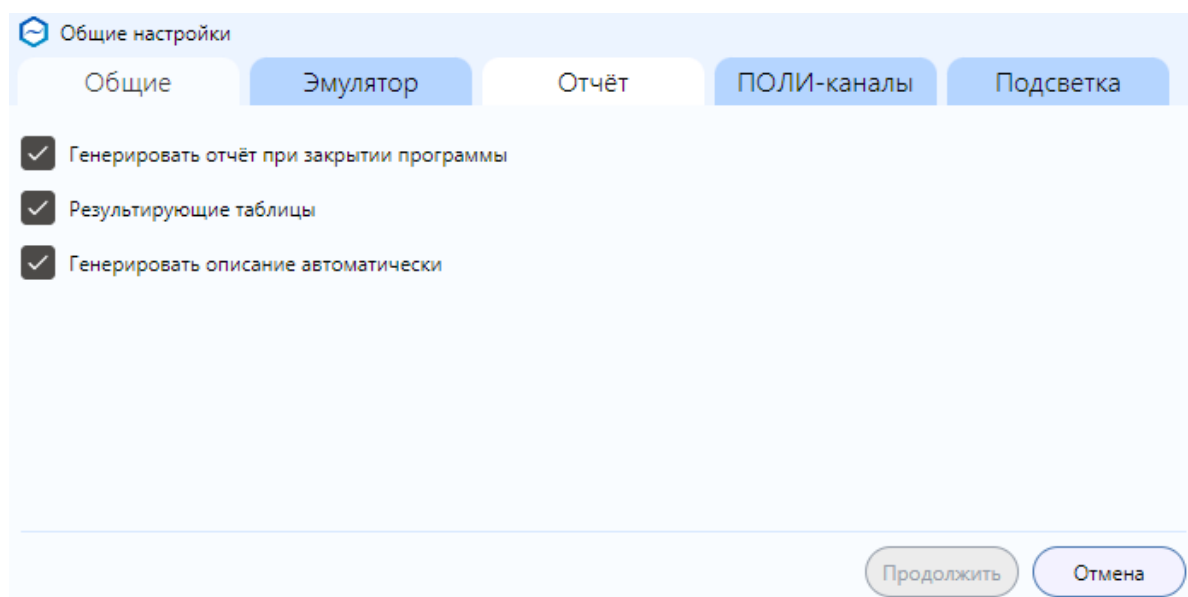 Общие настройки
Общие Эмулятор Отчёт ПОЛИ-каналы Подсветка
Генерировать отчёт при закрытии программы
Результирующие таблицы
Генерировать описание автоматически
Продолжить Отмена